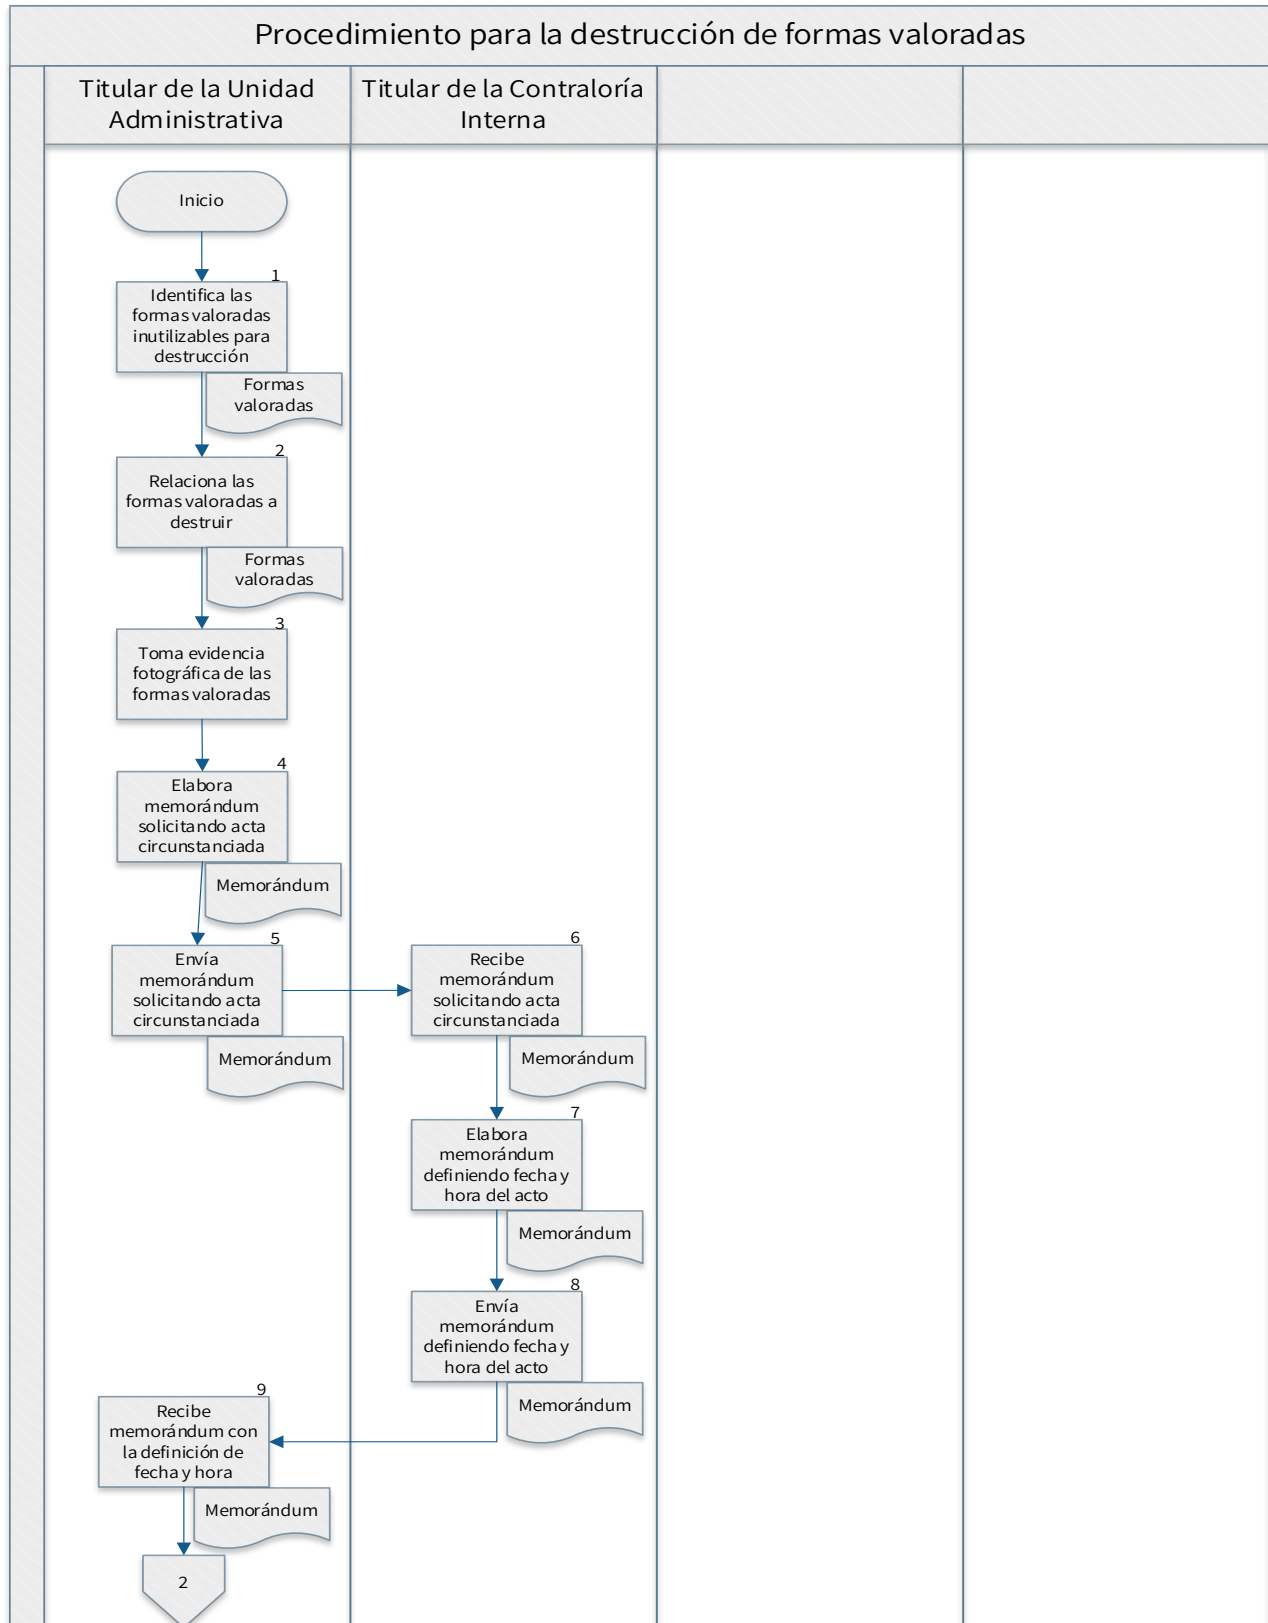 Procedimiento para la destrucción de formas valoradas
Titular de la Unidad
Administrativa
Titular de la Contraloría
Interna
Inicio
1
Identifica las
formas valoradas
inutilizables para
destrucción
Formas
valoradas
2
Relaciona las
formas valoradas a
destruir
Formas
valoradas
3
Toma evidencia
fotográfica de las
formas valoradas
4
Elabora
memorándum
solicitando acta
circunstanciada
Memorándum
5
Envía
memorándum
solicitando acta
circunstanciada
Memorándum
6
Recibe
memorándum
solicitando acta
circunstanciada
Memorándum
7
Elabora
memorándum
definiendo fecha y
hora del acto
Memorándum
8
Envía
memorándum
definiendo fecha y
hora del acto
Memorándum
9
Recibe
memorándum con
la definición de
fecha y hora
Memorándum
2